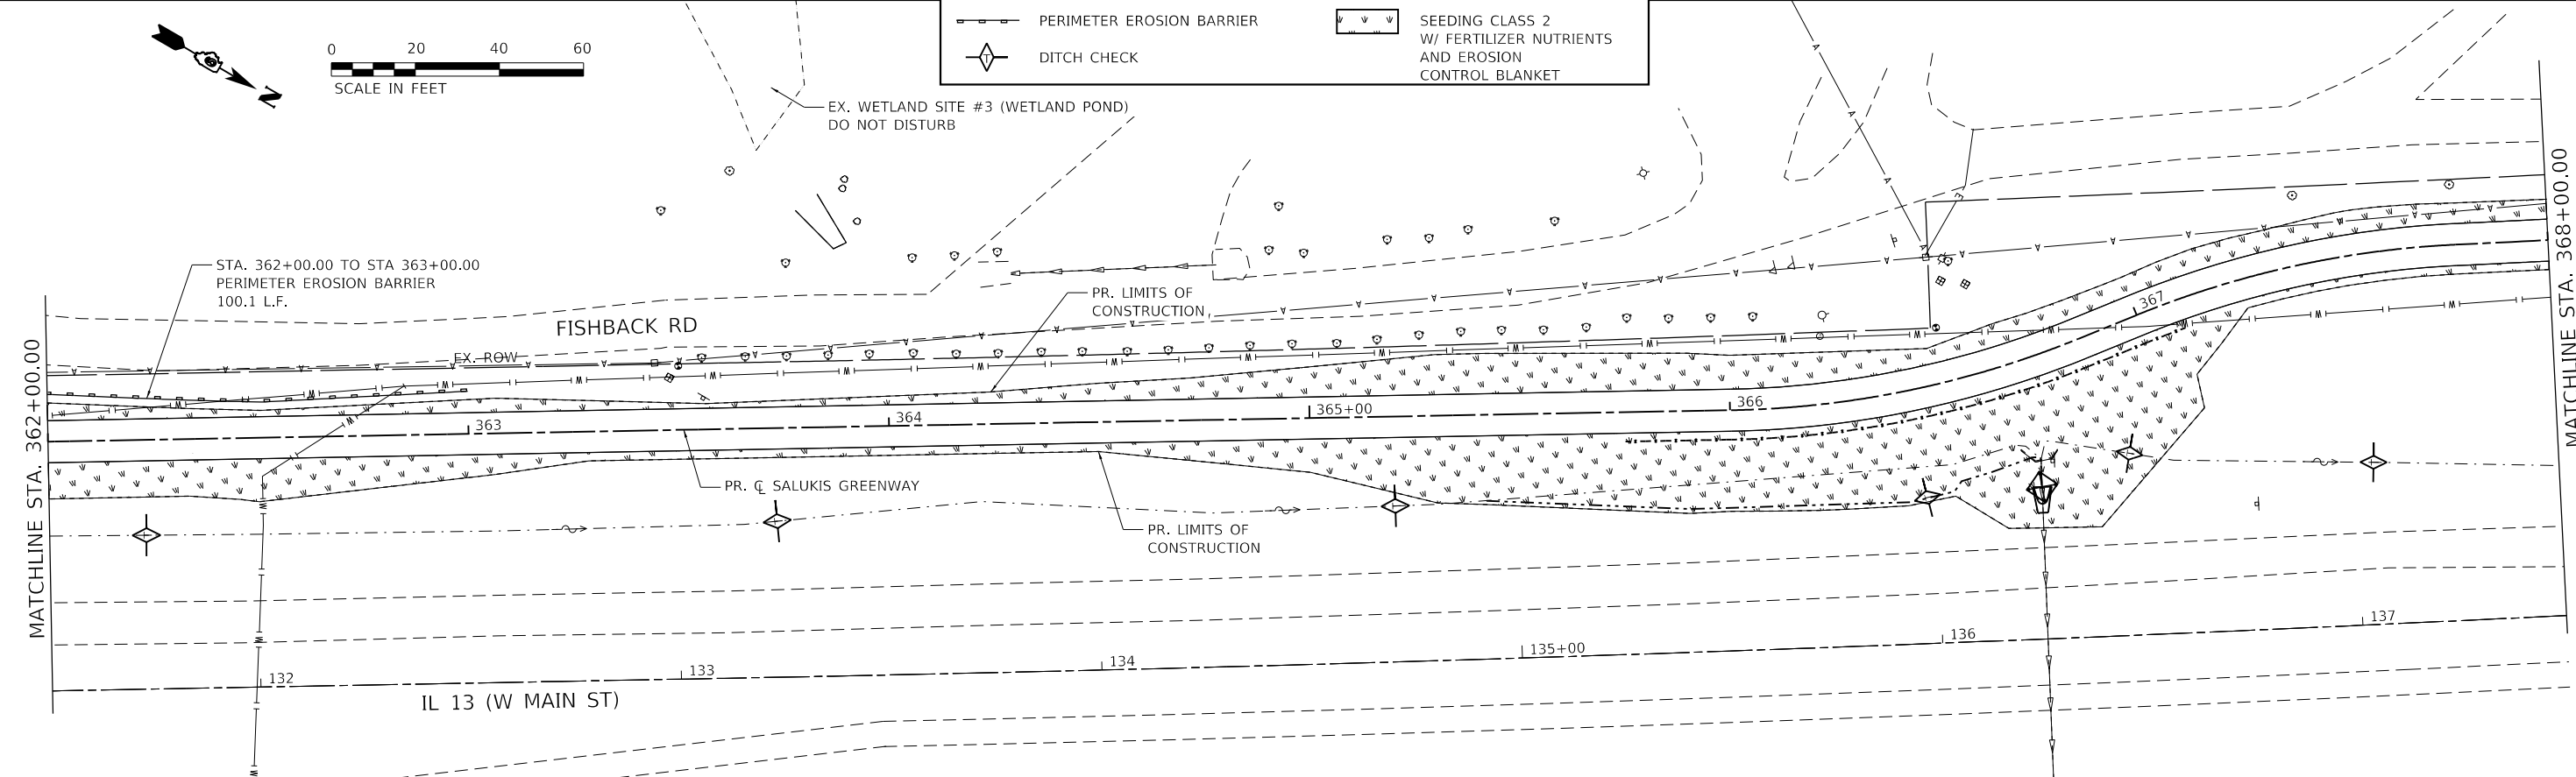 PERIMETER EROSION BARRIER
DITCH CHECK
SEEDING CLASS 2
W/ FERTILIZER NUTRIENTS
AND EROSION
CONTROL BLANKET
T
N
0 20 40 60
SCALE IN FEET
EX. WETLAND SITE #3 (WETLAND POND)
DO NOT DISTURB
STA. 362+00.00 TO STA 363+00.00
PERIMETER EROSION BARRIER
100.1 L.F.
FISHBACK RD
EX. ROW
PR. LIMITS OF
CONSTRUCTION
363
364
365+00
366
367
PR. ℄ SALUKIS GREENWAY
PR. LIMITS OF
CONSTRUCTION
MATCHLINE STA. 362+00.00
MATCHLINE STA. 368+00.00
132
133
134
135+00
136
137
IL 13 (W MAIN ST)